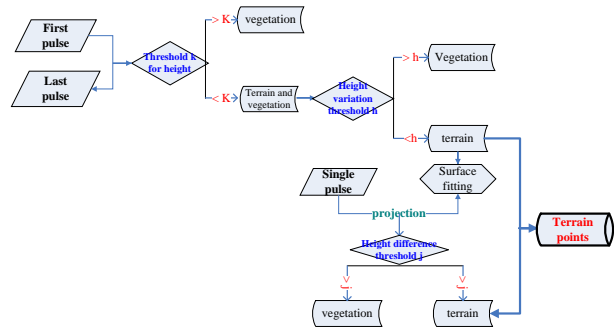 First
pulse
> K
vegetation
Threshold k
for height
Last
pulse
< K
Terrain and
vegetation
Height
variation
threshold h
> h
Vegetation
<h
terrain
Single
pulse
Surface
fitting
projection
Terrain
points
Height difference
threshold j
>j
<j
vegetation
terrain